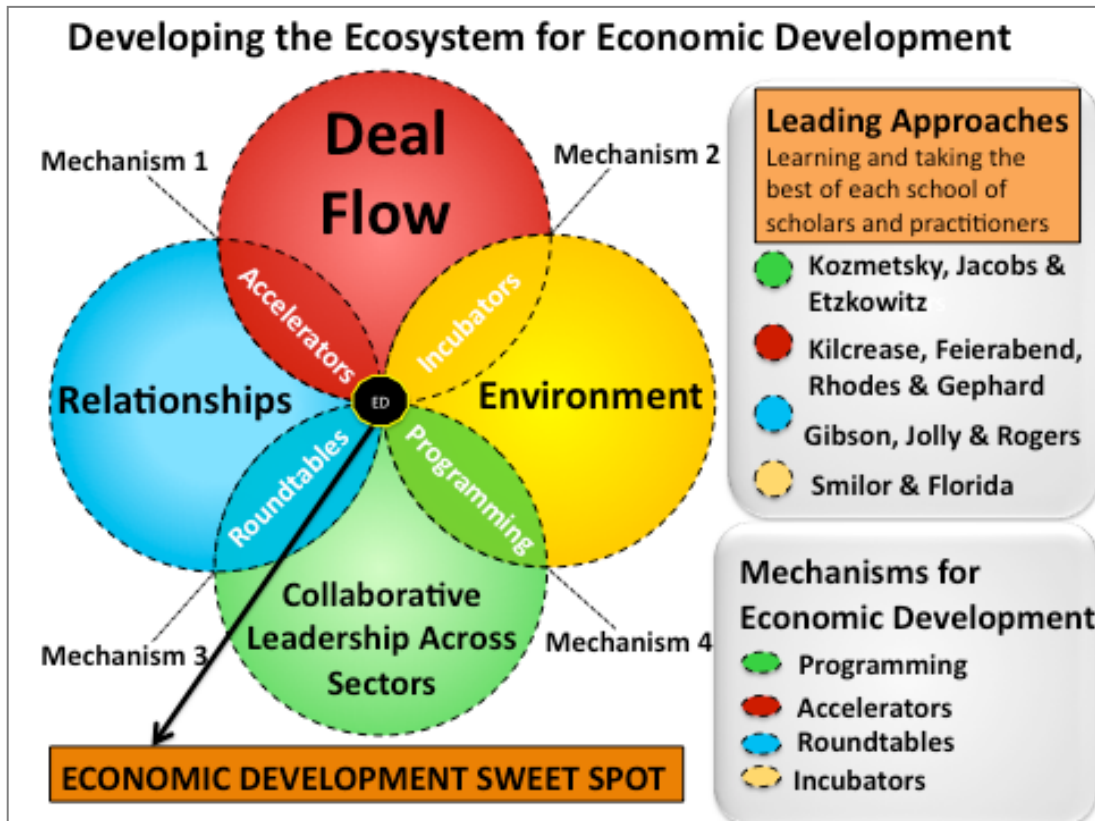 Developing the Ecosystem for Economic Development
Deal
Flow
Mechanism 1
Mechanism 2
Accelerators
Incubators
Relationships
ED
Environment
Roundtables
Programming
Collaborative
Leadership Across
Sectors
Mechanism 3
Mechanism 4
ECONOMIC DEVELOPMENT SWEET SPOT
Leading Approaches
Learning and taking the
best of each school of
scholars and practitioners
Kozmetsky, Jacobs &
Etzkowitz
Kilcrease, Feierabend,
Rhodes & Gephard
Gibson, Jolly & Rogers
Smilor & Florida
Mechanisms for
Economic Development
Programming
Accelerators
Roundtables
Incubators